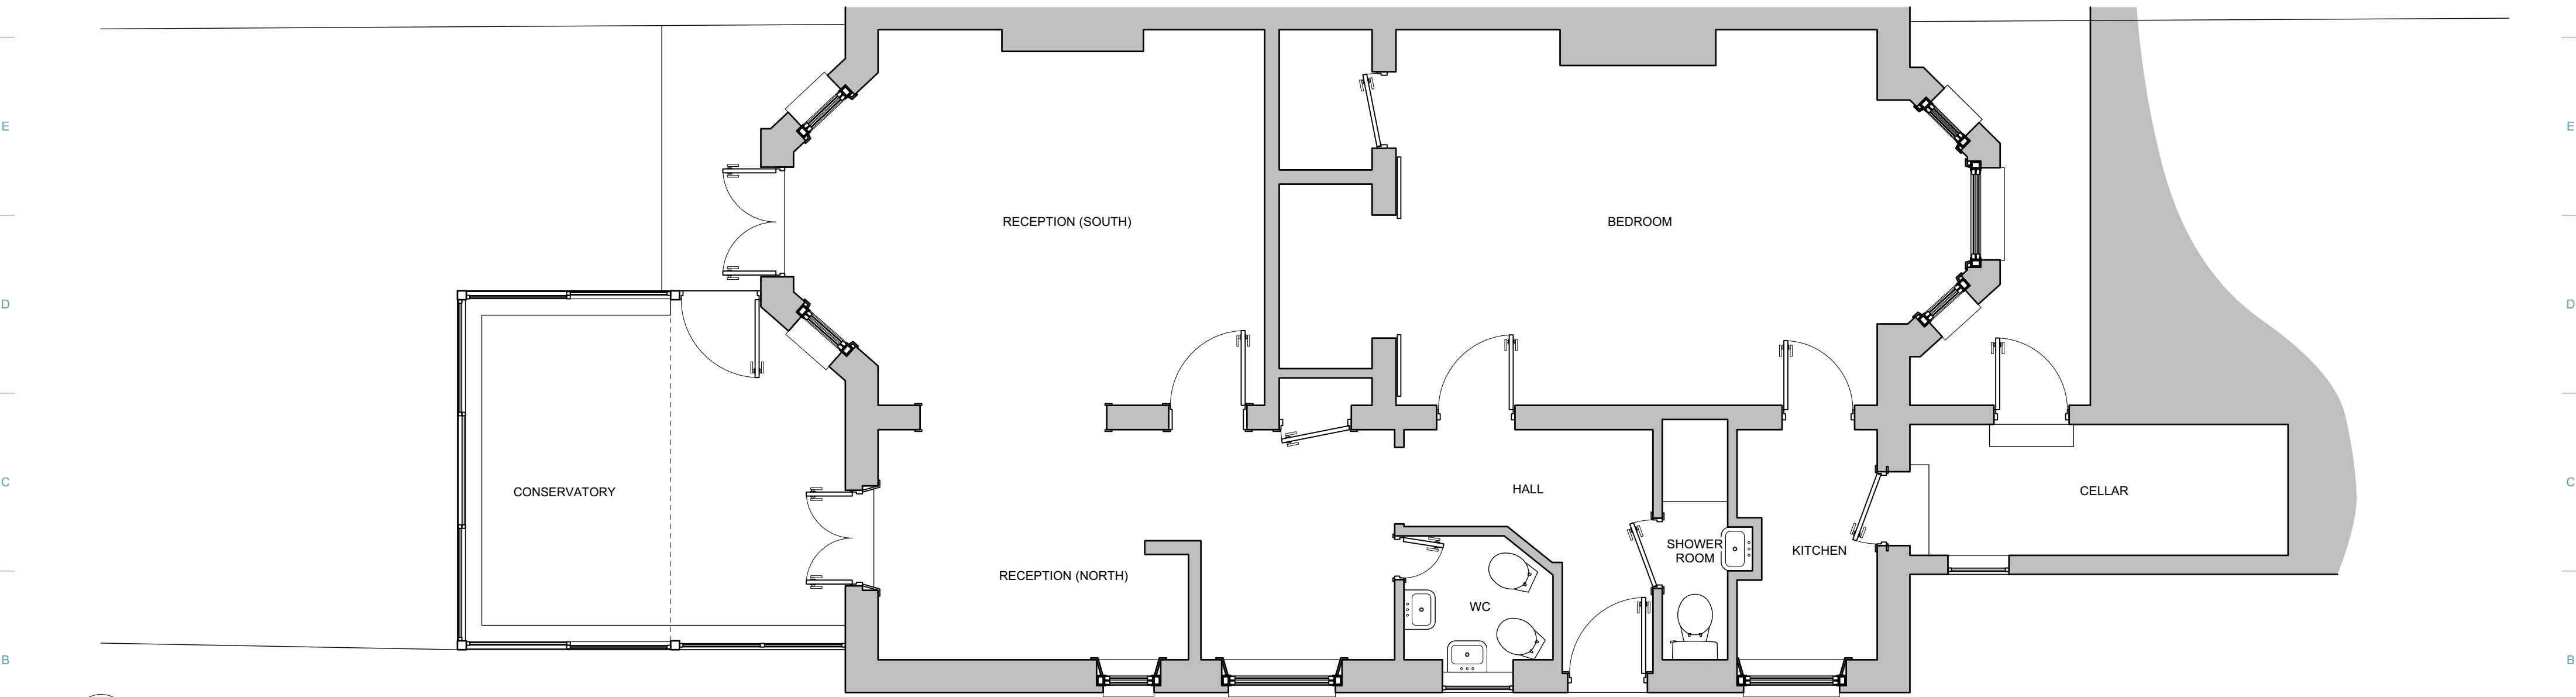 E
E
RECEPTION (SOUTH)
BEDROOM
D
D
CONSERVATORY
HALL
CELLAR
C
C
SHOWER
ROOM
KITCHEN
RECEPTION (NORTH)
WC
B
B